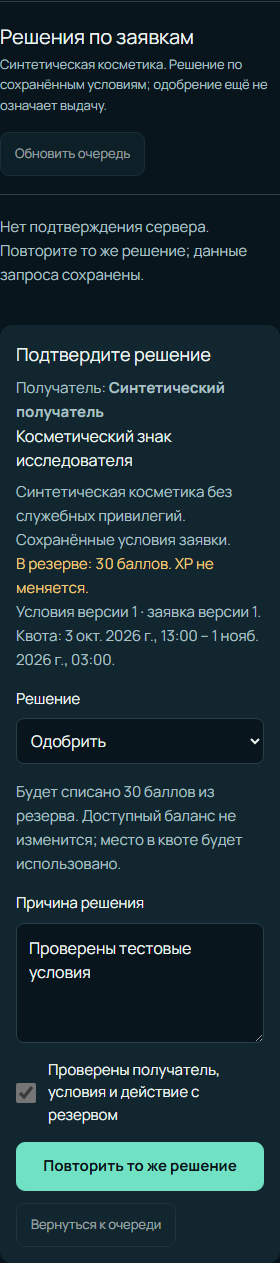 Решения по заявкам
Синтетическая косметика. Решение по
сохранённым условиям; одобрение ещё не
означает выдачу.
Обновить очередь
Нет подтверждения сервера.
Повторите то же решение; данные
запроса сохранены.
Подтвердите решение
Получатель: Синтетический
получатель
Косметический знак
исследователя
Синтетическая косметика без
служебных привилегий.
Сохранённые условия заявки.
В резерве: 30 баллов. XP не
меняется.
Условия версии 1 · заявка версии 1.
Квота: 3 окт. 2026 г., 13:00 – 1 нояб.
2026 г., 03:00.
Решение
Одобрить
Будет списано 30 баллов из
резерва. Доступный баланс не
изменится; место в квоте будет
использовано.
Причина решения
Проверены тестовые
условия
Проверены получатель,
условия и действие с
резервом
Повторить то же решение
Вернуться к очереди